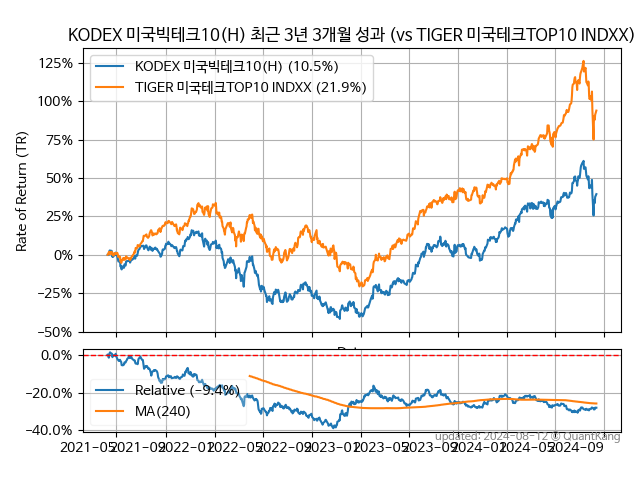 KODEX 미국빅테크10(H) 최근 3년 3개월 성과 (vs TIGER 미국테크TOP10 INDXX)
Rate of Return (TR)
125%
100%
75%
50%
25%
0%
−25%
−50%
KODEX 미국빅테크10(H) (10.5%)
TIGER 미국테크TOP10 INDXX (21.9%)
0.0%
−20.0%
−40.0%
Relative (−9.4%)
MA(240)
2021-05 2021-09 2022-01 2022-05 2022-09 2023-01 2023-05 2023-09 2024-01 2024-05 2024-09
updated: 2024-08-12 © QuantKang